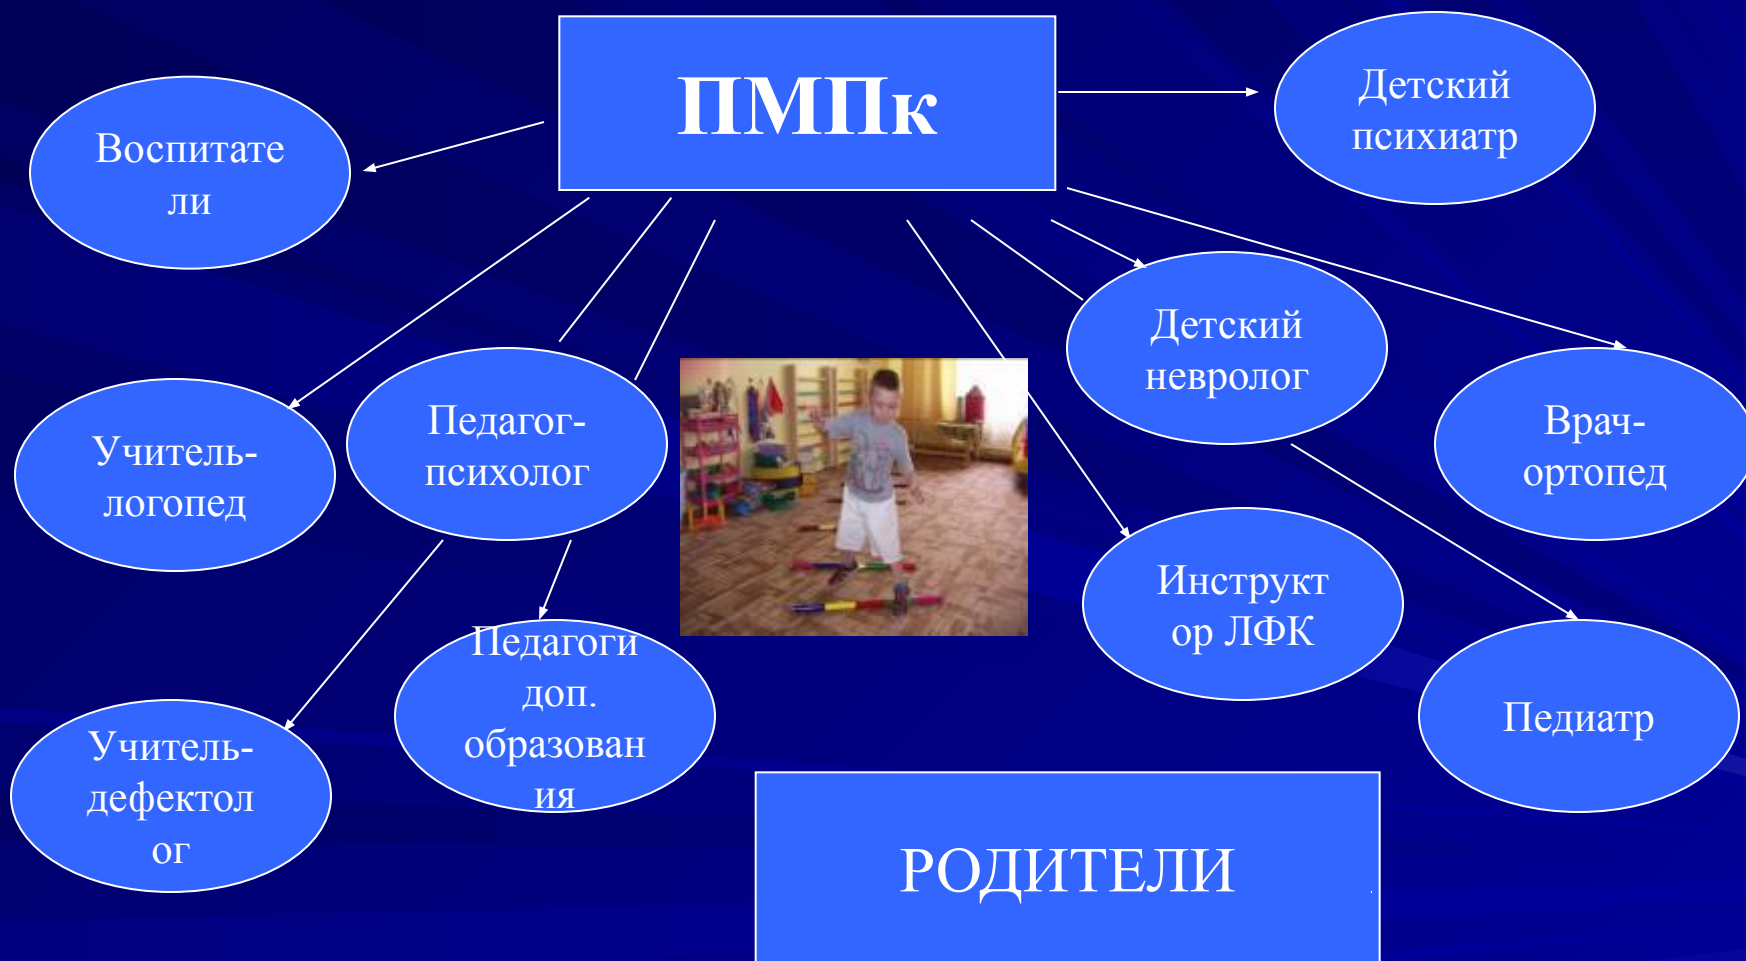 ПМПк
Детский
психиатр
Воспитате
ли
Детский
невролог
Врач-
ортопед
Педагог-
психолог
Учитель-
логопед
Инструкт
ор ЛФК
Педагоги
доп.
образован
ия
Педиатр
Учитель-
дефектол
ог
РОДИТЕЛИ